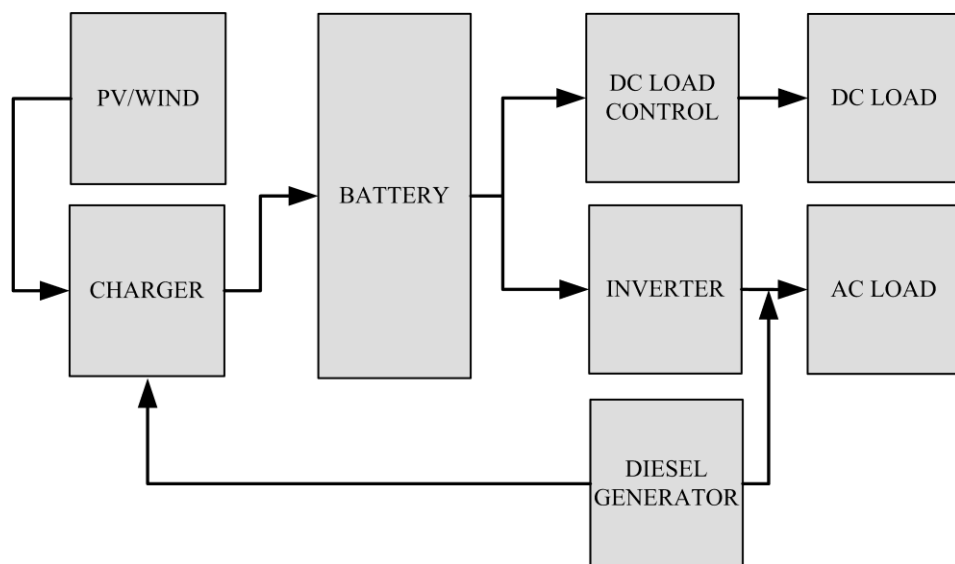 PV/WIND
CHARGER
BATTERY
DC LOAD
CONTROL
DC LOAD
INVERTER
AC LOAD
DIESEL
GENERATOR